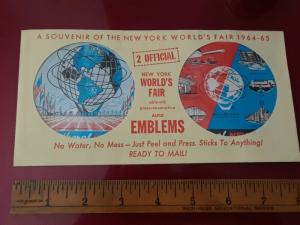 A SOUVENIR OF THE NEW YORK WORLD'S FAIR 1964-65
2 OFFICIAL
NEW YORK
WORLD'S
FAIR
AUTO
EMBLEMS
No Water, No Mess—Just Peel and Press. Sticks To Anything!
READY TO MAIL!
1 2 3 4 5 6 7 8